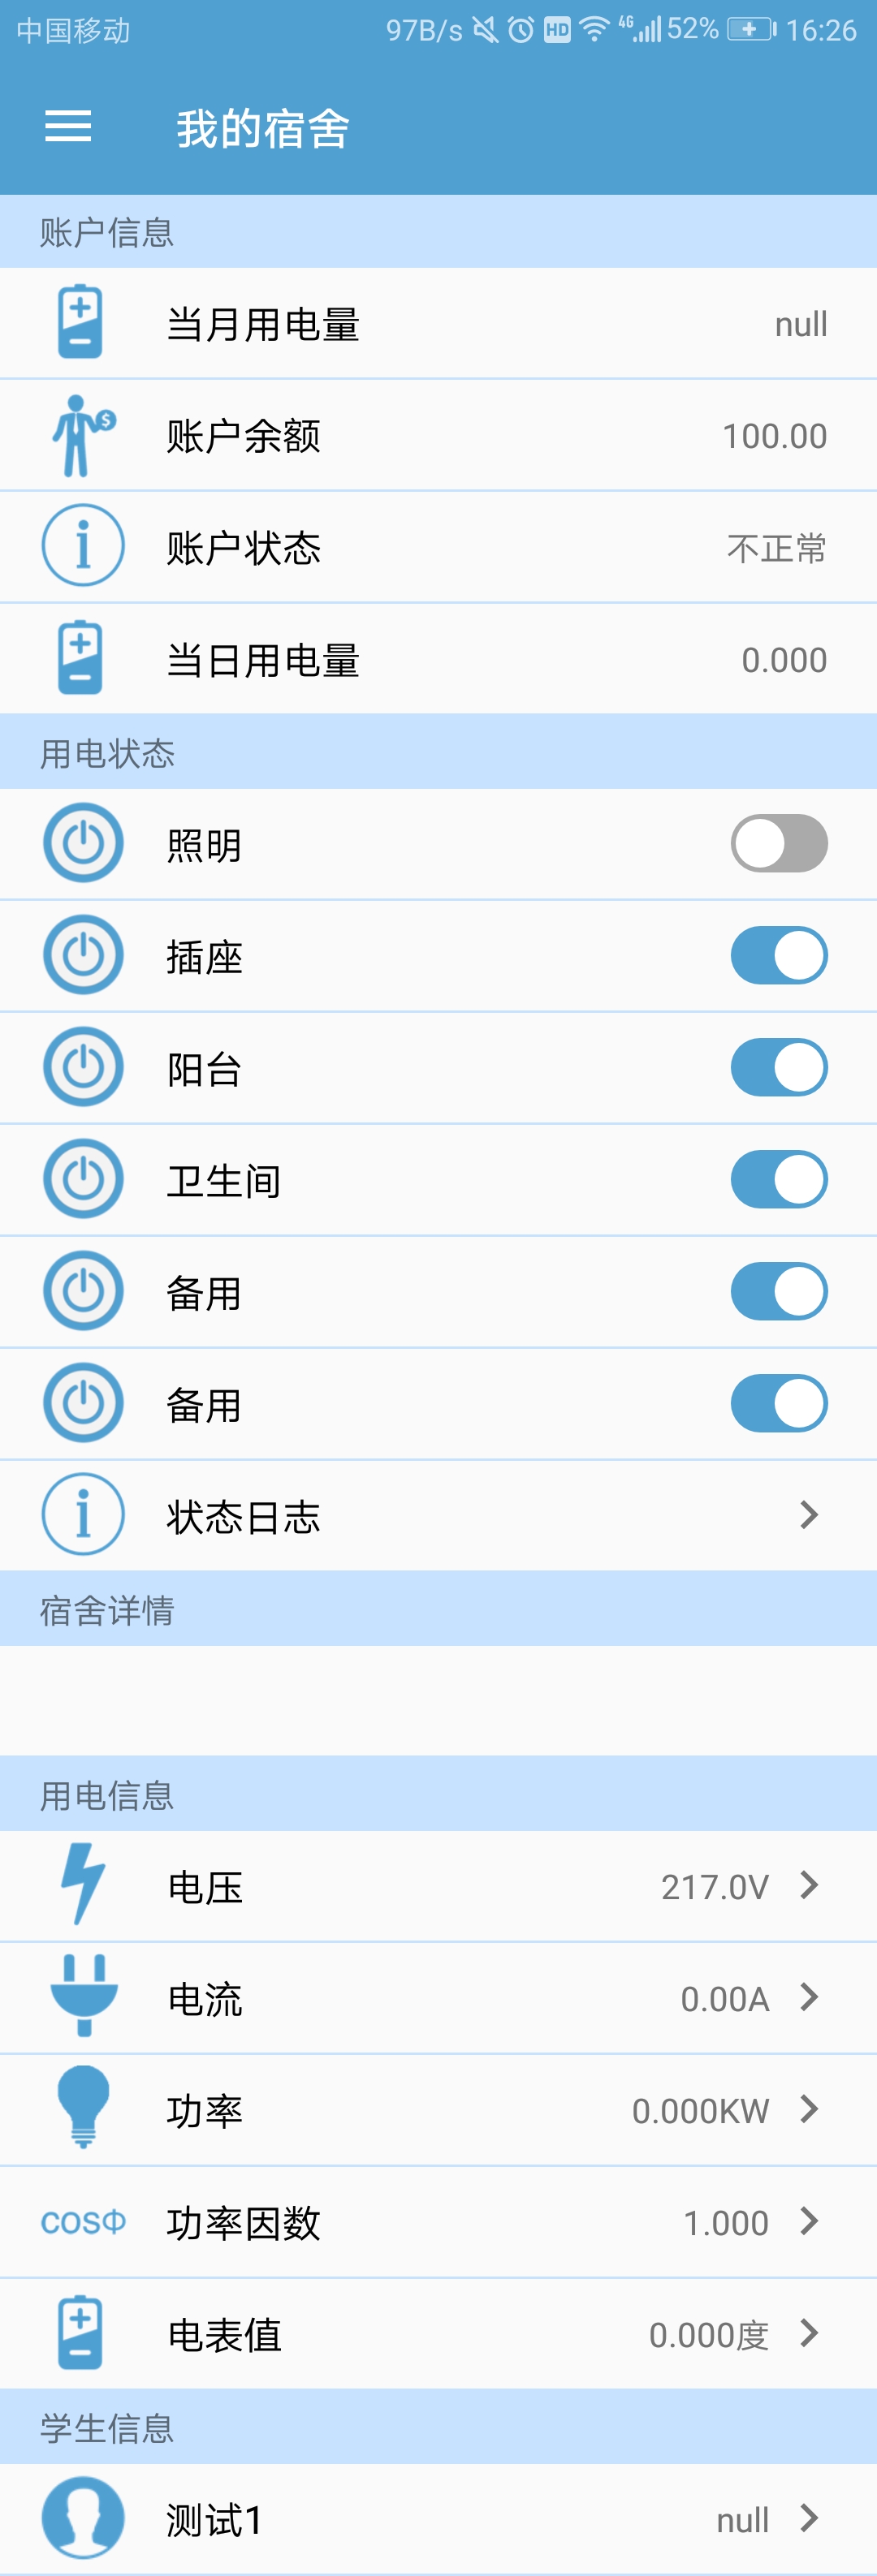 中国移动 97B/s HD 4G 52% 16:26
我的宿舍
账户信息
当月用电量 null
$
账户余额 100.00
i 账户状态 不正常
当日用电量 0.000
用电状态
照明
插座
阳台
卫生间
备用
备用
i 状态日志
宿舍详情
用电信息
电压 217.0V
电流 0.00A
功率 0.000KW
COSΦ 功率因数 1.000
电表值 0.000度
学生信息
测试1 null